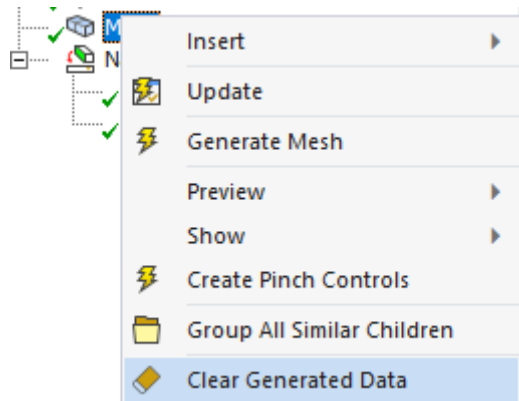 M
Insert
N
Update
Generate Mesh
Preview
Show
Create Pinch Controls
Group All Similar Children
Clear Generated Data